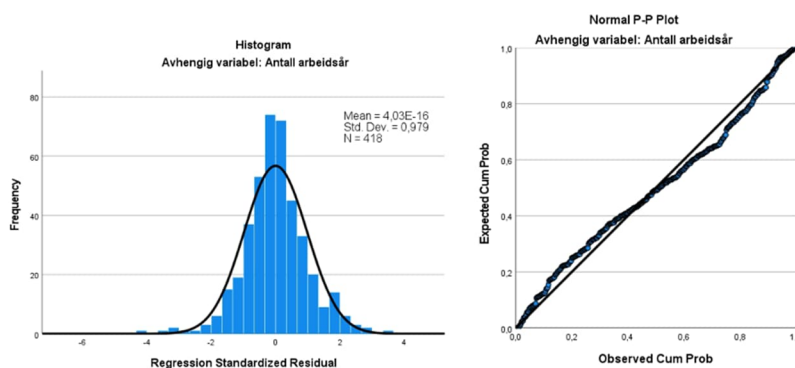 Histogram
Avhengig variabel: Antall arbeidsår
Mean = 4,03E-16
Std. Dev. = 0,979
N = 418
Frequency
80
60
40
20
0
-6
-4
-2
0
2
4
Regression Standardized Residual
Normal P-P Plot
Avhengig variabel: Antall arbeidsår
Expected Cum Prob
1,0
0,8
0,6
0,4
0,2
0,0
0,0
0,2
0,4
0,6
0,8
Observed Cum Prob